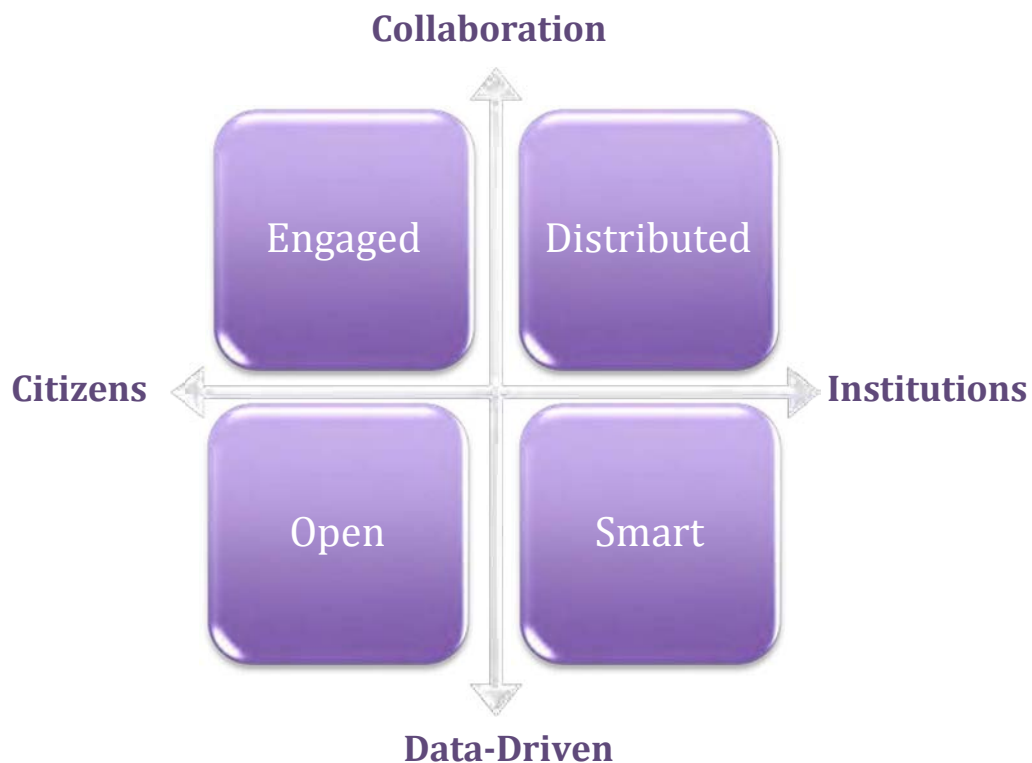 Collaboration
Engaged
Distributed
Citizens
Institutions
Open
Smart
Data-Driven